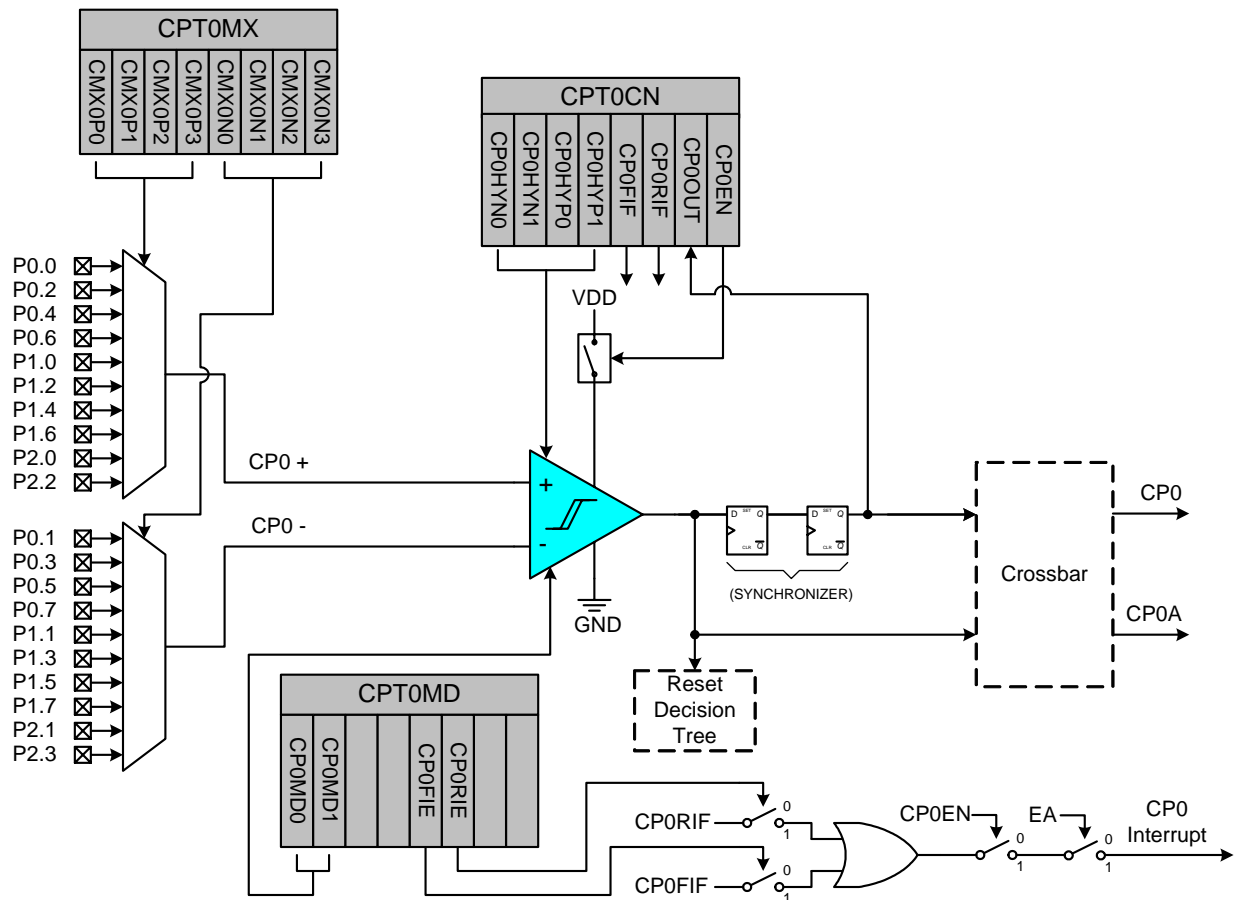 CPT0MX
CMX0P0
CMX0P1
CMX0P2
CMX0P3
CMX0N0
CMX0N1
CMX0N2
CMX0N3
CPT0CN
CP0HYN0
CP0HYN1
CP0HYP0
CP0HYP1
CP0FIF
CP0RIF
CP0OUT
CP0EN
P0.0
P0.2
P0.4
P0.6
P1.0
P1.2
P1.4
P1.6
P2.0
P2.2
VDD
CP0 +
CP0 -
+
-
GND
D
SET
Q
CLR
Q
D
SET
Q
CLR
Q
(SYNCHRONIZER)
Crossbar
CP0
CP0A
P0.1
P0.3
P0.5
P0.7
P1.1
P1.3
P1.5
P1.7
P2.1
P2.3
Reset
Decision
Tree
CPT0MD
CP0MD0
CP0MD1
CP0FIE
CP0RIE
CP0RIF
0
1
CP0FIF
0
1
CP0EN
0
1
EA
0
1
CP0
Interrupt